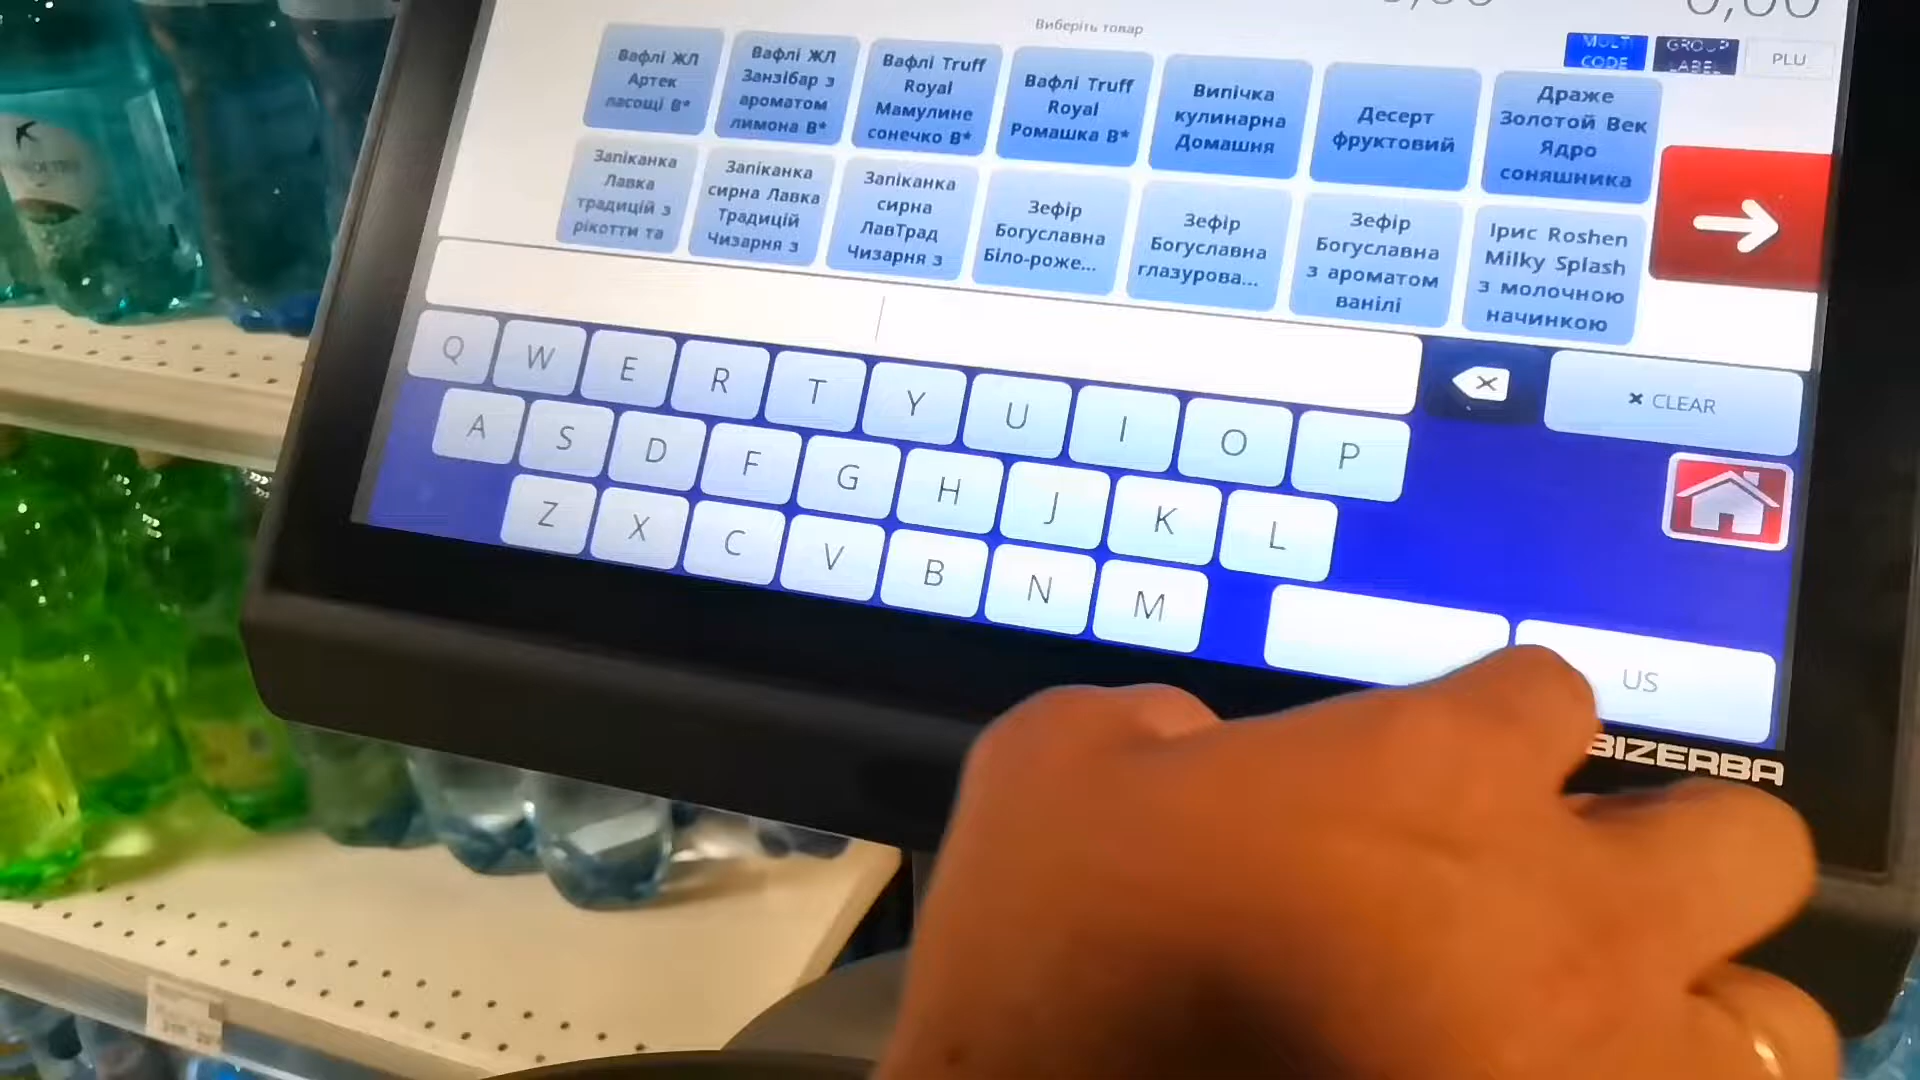 Виберіть товар
MULTI
CODE
GROUP
LABEL
PLU
Вафлі ЖЛ
Артек
ласощі В*
Вафлі ЖЛ
Занзібар з
ароматом
лимона В*
Вафлі Truff
Royal
Мамулине
сонечко В*
Вафлі Truff
Royal
Ромашка В*
Випічка
кулинарна
Домашня
Десерт
фруктовий
Драже
Золотой Век
Ядро
соняшника
Запіканка
Лавка
традицій з
рікотти та
Запіканка
сирна Лавка
Традицій
Чизарня з
Запіканка
сирна
ЛавТрад
Чизарня з
Зефір
Богуславна
Біло-роже...
Зефір
Богуславна
глазурова...
Зефір
Богуславна
з ароматом
ванілі
Ірис Roshen
Milky Splash
з молочною
начинкою
Q W E R T Y U I O P
× CLEAR
A S D F G H J K L
Z X C V B N M
US
BIZERBA